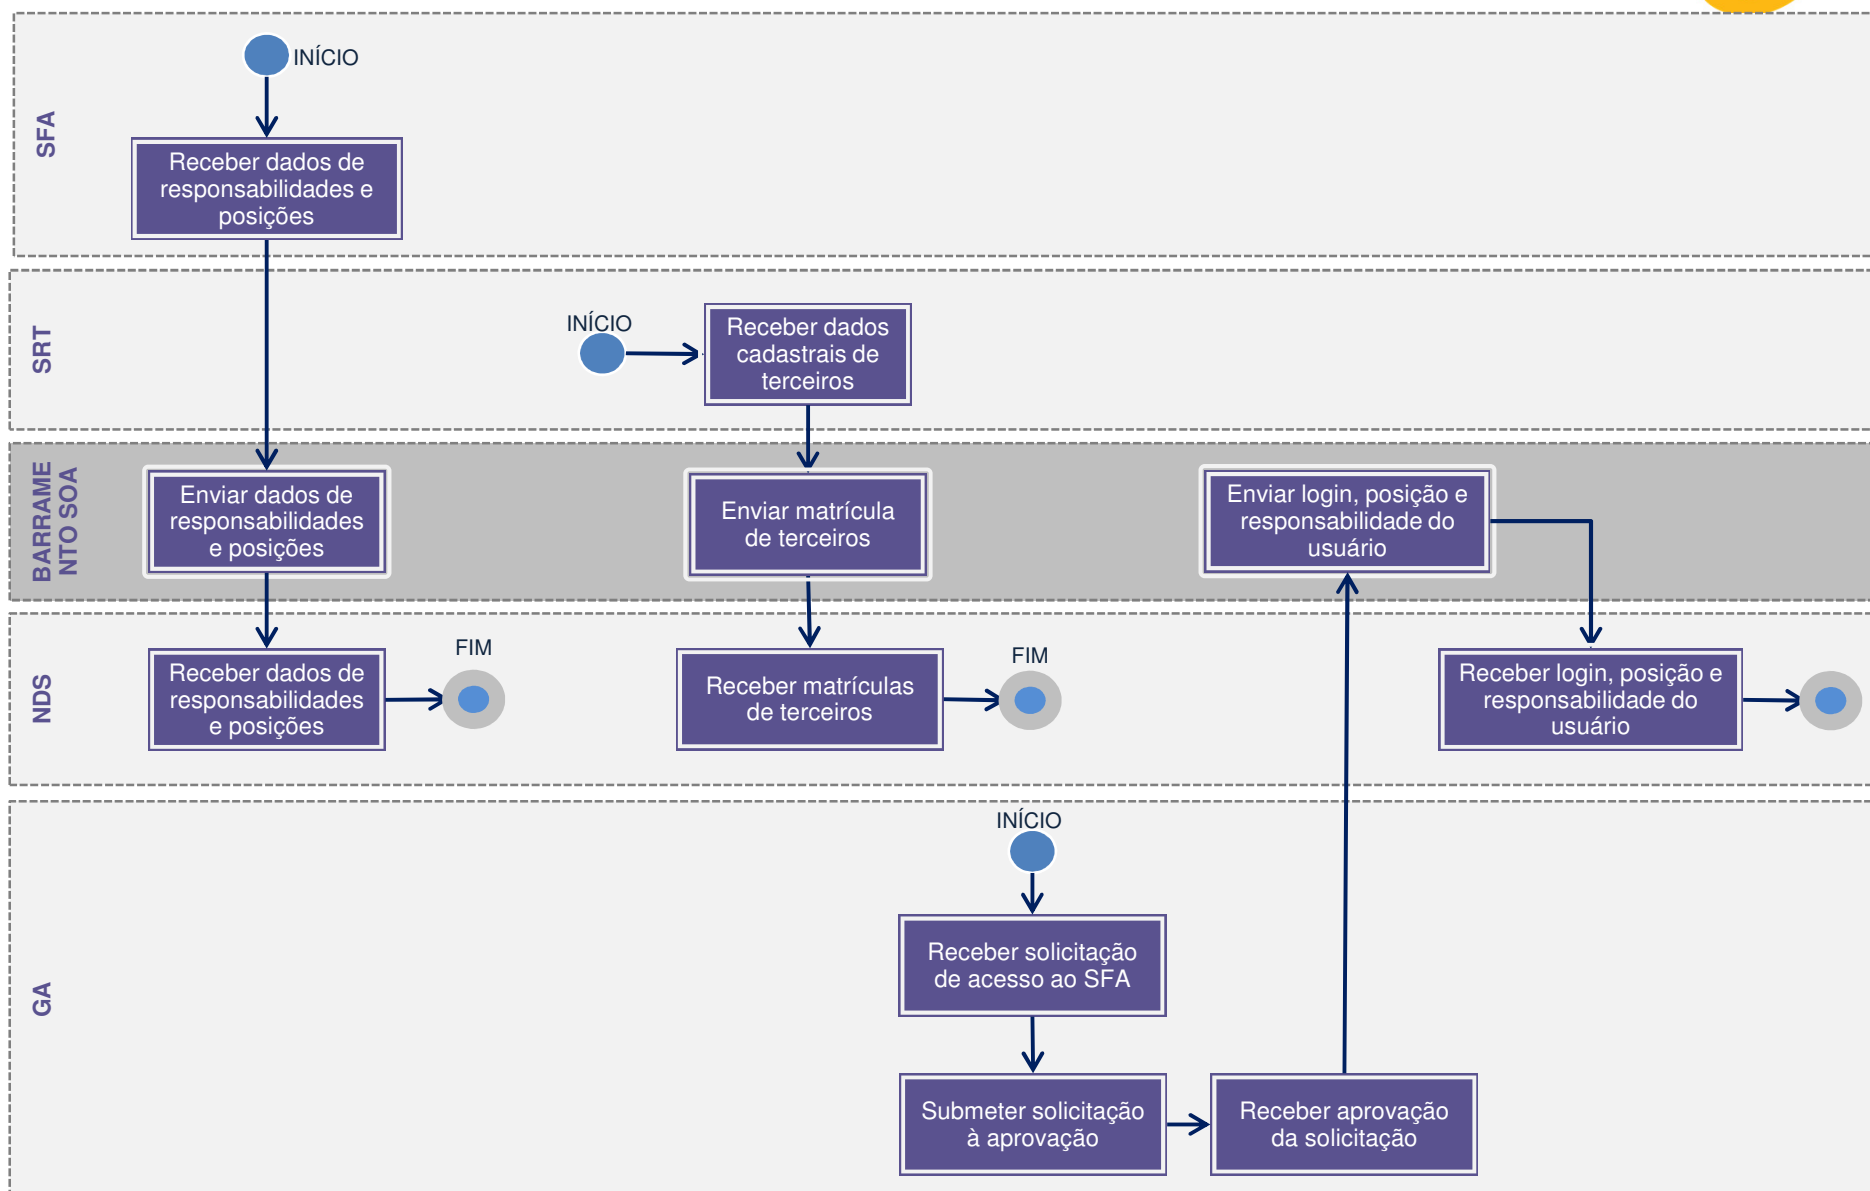 SFA
INÍCIO
Receber dados de
responsabilidades e
posições
SRT
INÍCIO
Receber dados
cadastrais de
terceiros
BARRAME
NTO SOA
Enviar dados de
responsabilidades
e posições
Enviar matrícula
de terceiros
Enviar login, posição e
responsabilidade do
usuário
NDS
Receber dados de
responsabilidades
e posições
FIM
Receber matrículas
de terceiros
FIM
Receber login, posição e
responsabilidade do
usuário
GA
INÍCIO
Receber solicitação
de acesso ao SFA
Submeter solicitação
à aprovação
Receber aprovação
da solicitação